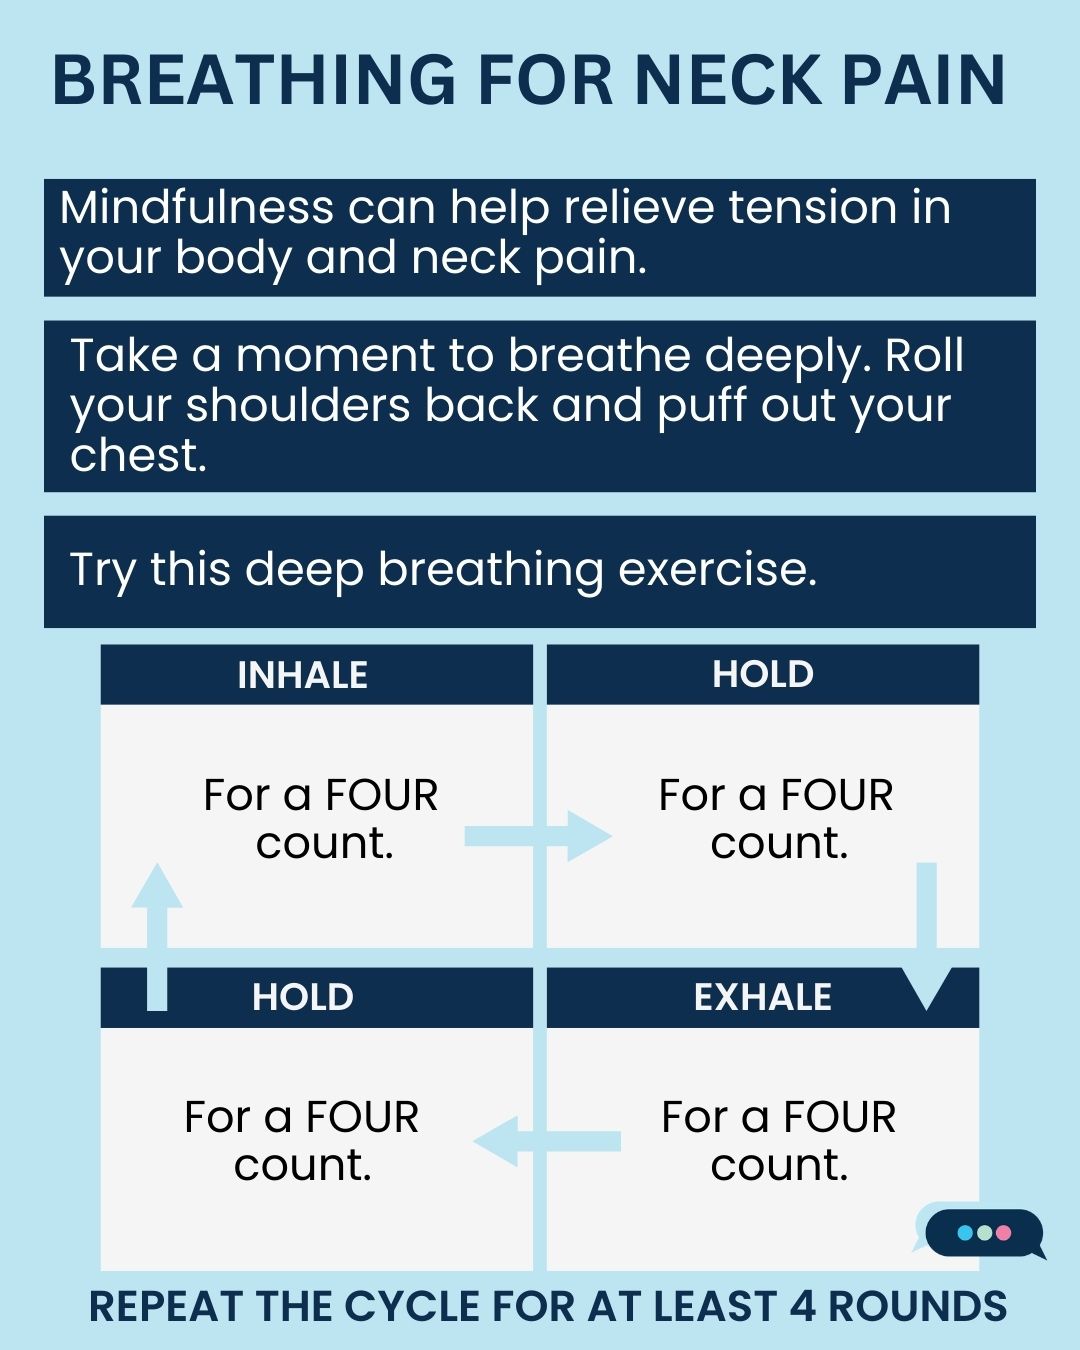 BREATHING FOR NECK PAIN
Mindfulness can help relieve tension in
your body and neck pain.
Take a moment to breathe deeply. Roll
your shoulders back and puff out your
chest.
Try this deep breathing exercise.
INHALE
For a FOUR
count.
HOLD
For a FOUR
count.
HOLD
For a FOUR
count.
EXHALE
For a FOUR
count.
REPEAT THE CYCLE FOR AT LEAST 4 ROUNDS